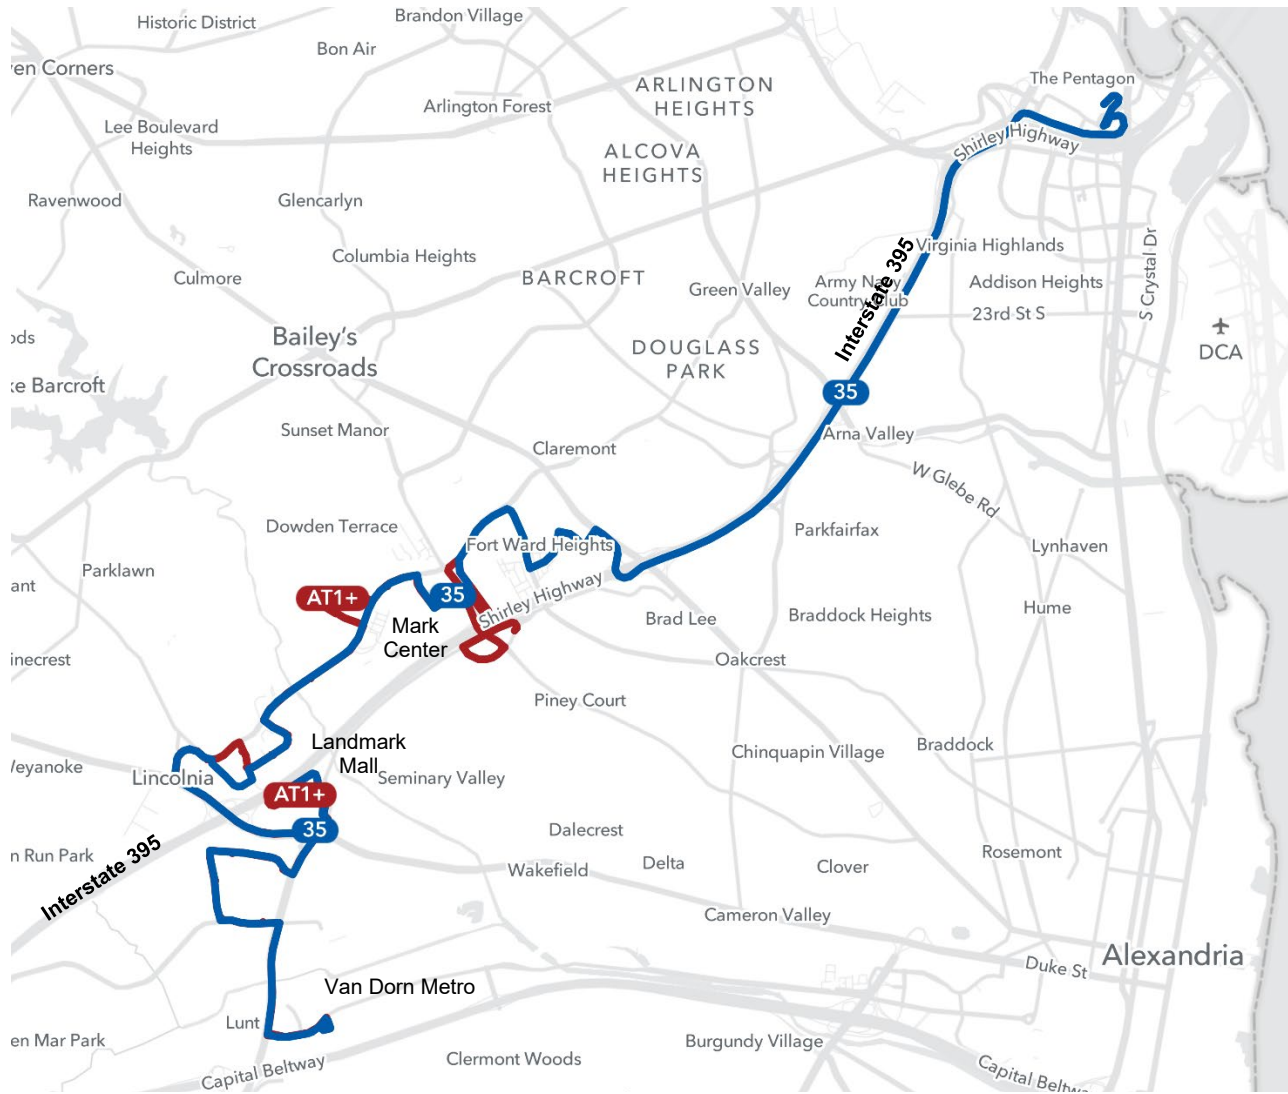 Historic District
Brandon Village
Bon Air
en Corners
The Pentagon
ARLINGTON
HEIGHTS
Arlington Forest
Lee Boulevard
Heights
Shirley Highway
ALCOVA
HEIGHTS
Ravenwood
Glencarlyn
Columbia Heights
Virginia Highlands
S Crystal Dr
Culmore
BARCROFT
Green Valley
Army Navy
Country Club
Interstate 395
Addison Heights
23rd St S
ods
Bailey's
Crossroads
DOUGLASS
PARK
DCA
ke Barcroft
35
Sunset Manor
Claremont
Arna Valley
W Glebe Rd
Dowden Terrace
Fort Ward Heights
Parkfairfax
Lynhaven
ant
Parklawn
AT1+
35
Shirley Highway
Mark
Center
Brad Lee
Braddock Heights
Hume
inecrest
Oakcrest
Piney Court
Landmark
Mall
Chinquapin Village
Braddock
Weyanoke
Lincolnia
Seminary Valley
AT1+
35
Dalecrest
n Run Park
Interstate 395
Wakefield
Delta
Clover
Rosemont
Cameron Valley
Alexandria
Duke St
Van Dorn Metro
Lunt
en Mar Park
Capital Beltway
Clermont Woods
Burgundy Village
Capital Beltw